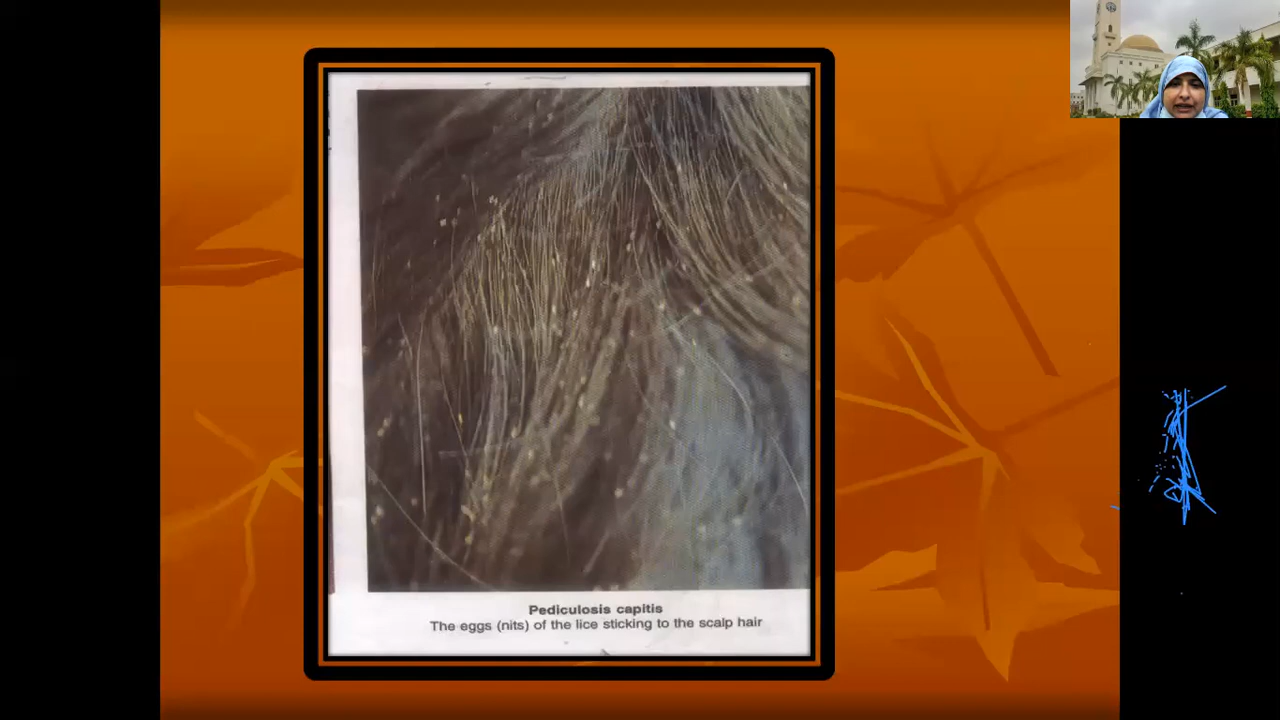 Pediculosis capitis
The eggs (nits) of the lice sticking to the scalp hair